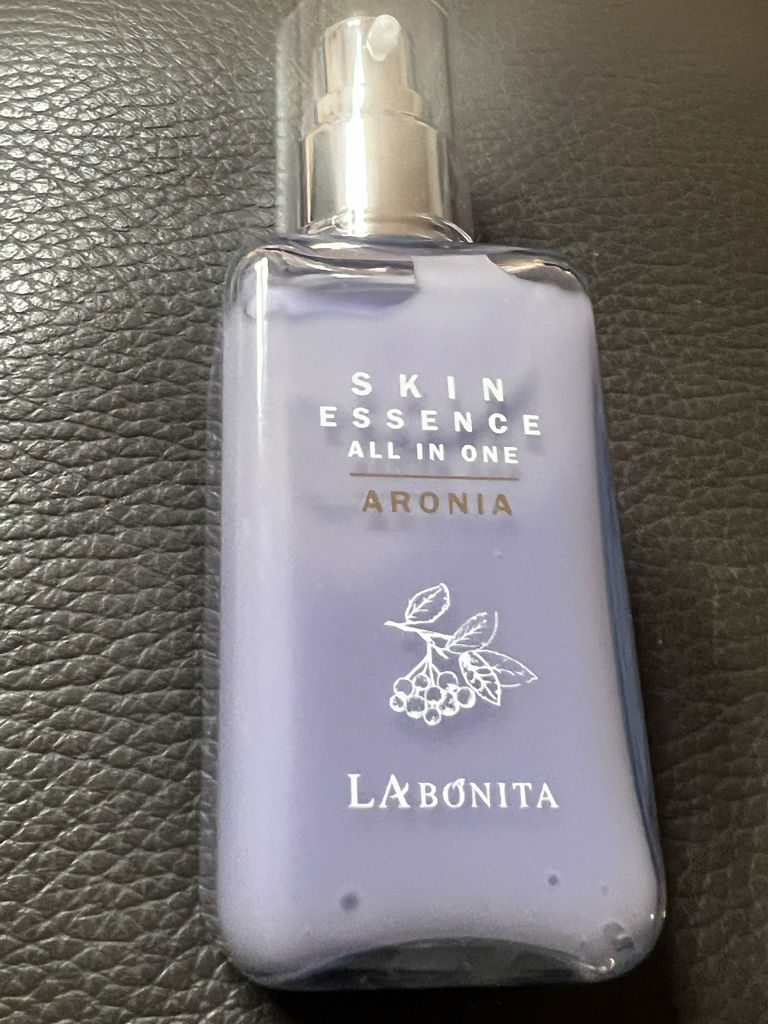 SKIN
ESSENCE
ALL IN ONE
ARONIA
LABONITA